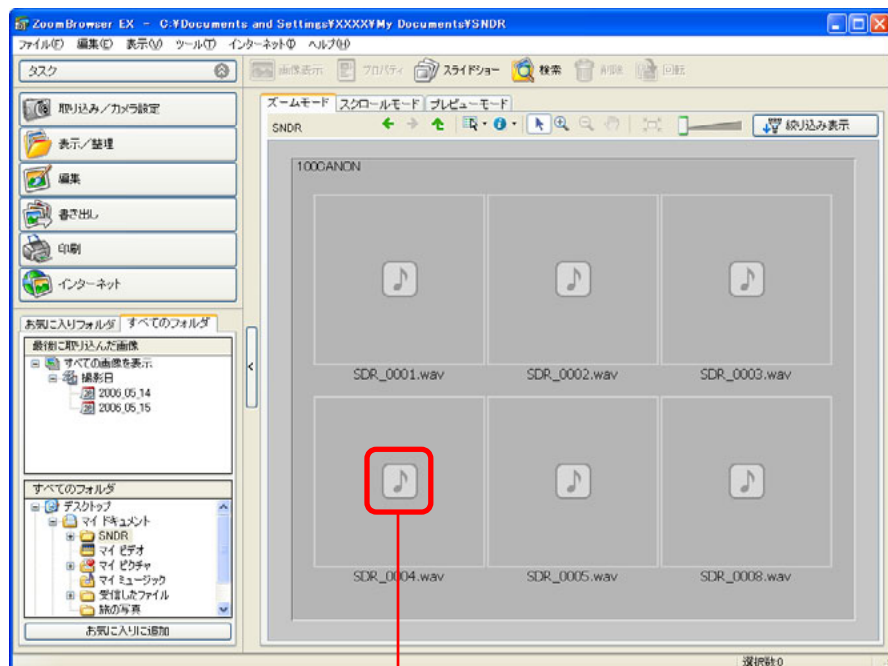 ZoomBrowser EX - C:¥Documents and Settings¥XXXX¥My Documents¥SNDR
ファイル(F) 編集(E) 表示(V) ツール(T) インターネット(I) ヘルプ(H)
タスク
画像表示 プロパティ スライドショー 検索 削除 回転
取り込み/カメラ設定
表示/整理
編集
書き出し
印刷
インターネット
ズームモード スクロールモード プレビューモード
SNDR
絞り込み表示
100CANON
SDR_0001.wav SDR_0002.wav SDR_0003.wav
SDR_0004.wav SDR_0005.wav SDR_0008.wav
お気に入りフォルダ すべてのフォルダ
最後に取り込んだ画像
すべての画像を表示
撮影日
2006_05_14
2006_05_15
すべてのフォルダ
デスクトップ
マイ ドキュメント
SNDR
マイ ビデオ
マイ ピクチャ
マイ ミュージック
受信したファイル
旅の写真
お気に入りに追加
選択数:0